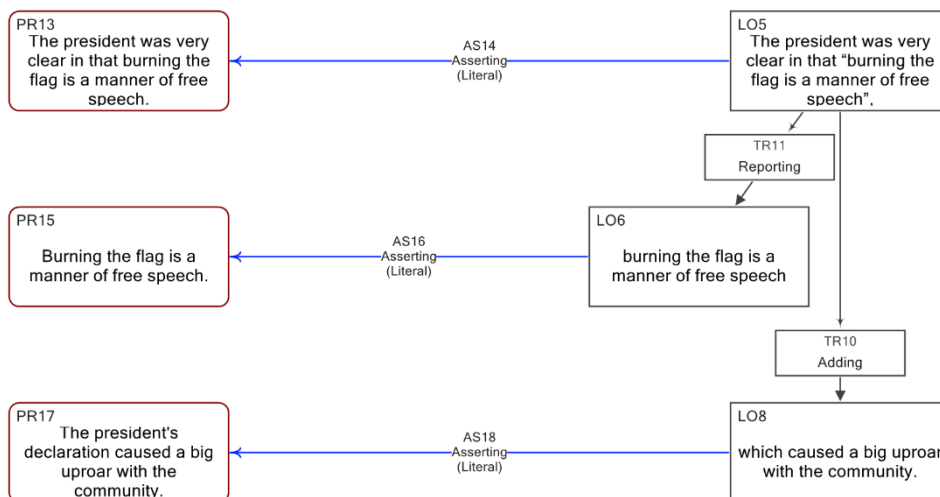 PR13
The president was very
clear in that burning the
flag is a manner of free
speech.
AS14
Asserting
(Literal)
LO5
The president was very
clear in that “burning the
flag is a manner of free
speech”,
TR11
Reporting
PR15
Burning the flag is a
manner of free speech.
AS16
Asserting
(Literal)
LO6
burning the flag is a
manner of free speech
TR10
Adding
PR17
The president's
declaration caused a big
uproar with the
community.
AS18
Asserting
(Literal)
LO8
which caused a big uproar
with the community.